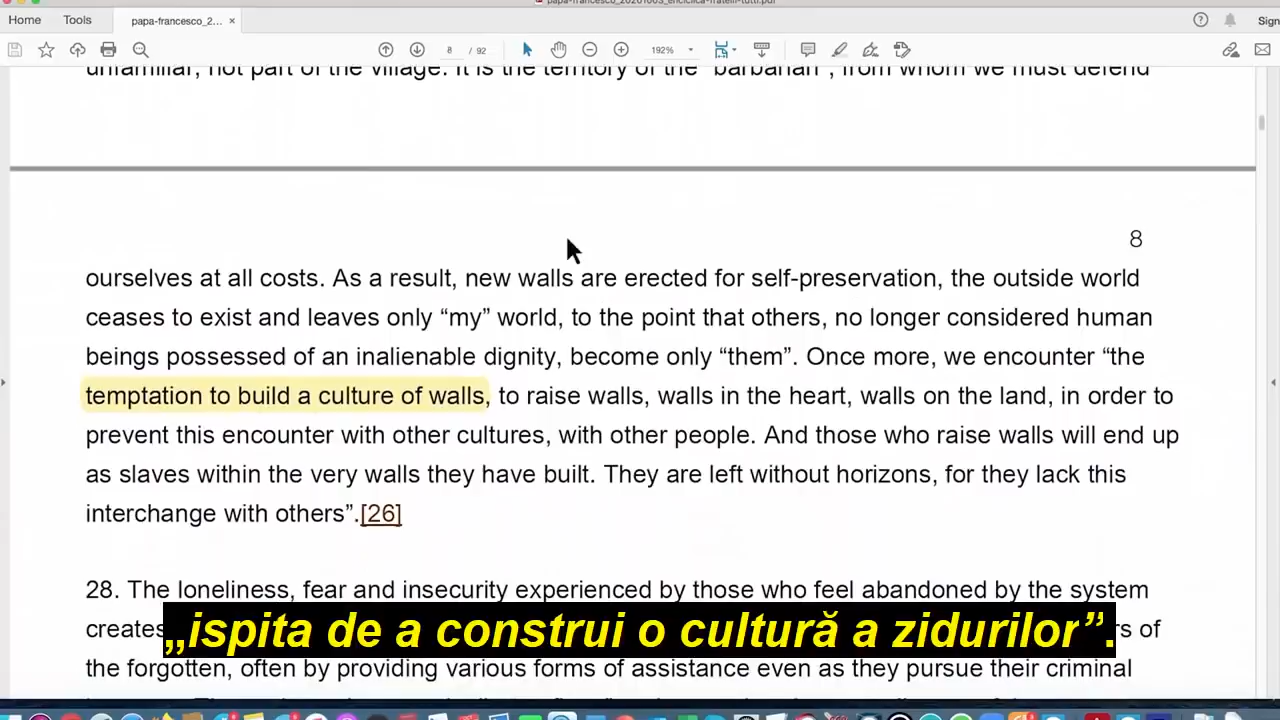 papa-francesco_20201003_enciclica-fratelli-tutti.pdf
Home Tools papa-francesco_2... × Sign
8 / 92 192%
unfamiliar, not part of the village. It is the territory of the “barbarian”, from whom we must defend
8
ourselves at all costs. As a result, new walls are erected for self-preservation, the outside world
ceases to exist and leaves only “my” world, to the point that others, no longer considered human
beings possessed of an inalienable dignity, become only “them”. Once more, we encounter “the
temptation to build a culture of walls, to raise walls, walls in the heart, walls on the land, in order to
prevent this encounter with other cultures, with other people. And those who raise walls will end up
as slaves within the very walls they have built. They are left without horizons, for they lack this
interchange with others”.[26]
28. The loneliness, fear and insecurity experienced by those who feel abandoned by the system
creates
„ispita de a construi o cultură a zidurilor”.
of
the forgotten, often by providing various forms of assistance even as they pursue their criminal